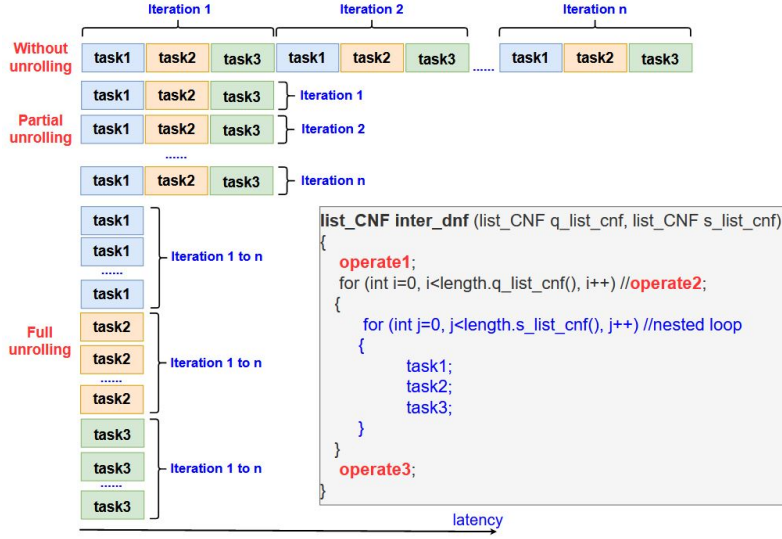 Iteration 1 Iteration 2 Iteration n
Without unrolling task1 task2 task3 task1 task2 task3 ...... task1 task2 task3
Partial unrolling
task1 task2 task3 Iteration 1
task1 task2 task3 Iteration 2
......
task1 task2 task3 Iteration n
Full unrolling
task1
task1 Iteration 1 to n
......
task1
task2
task2 Iteration 1 to n
......
task2
task3
task3 Iteration 1 to n
......
task3
latency
list_CNF inter_dnf (list_CNF q_list_cnf, list_CNF s_list_cnf)
{
operate1;
for (int i=0, i<length.q_list_cnf(), i++) //operate2;
{
for (int j=0, j<length.s_list_cnf(), j++) //nested loop
{
task1;
task2;
task3;
}
}
operate3;
}